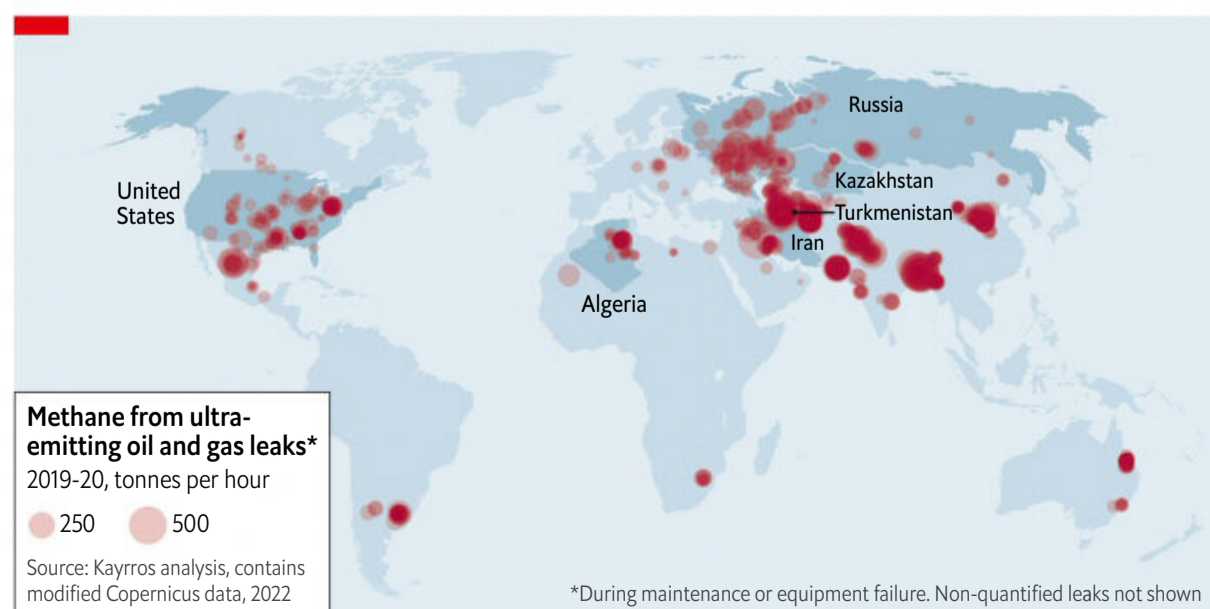 Russia
United
States
Kazakhstan
Turkmenistan
Iran
Algeria
Methane from ultra-
emitting oil and gas leaks*
2019-20, tonnes per hour
250 500
Source: Kayrros analysis, contains
modified Copernicus data, 2022
*During maintenance or equipment failure. Non-quantified leaks not shown